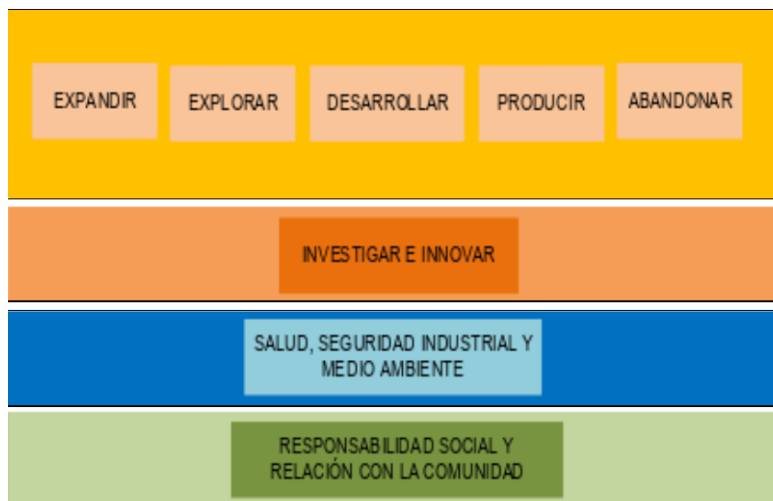 EXPANDIR
EXPLORAR
DESARROLLAR
PRODUCIR
ABANDONAR
INVESTIGAR E INNOVAR
SALUD, SEGURIDAD INDUSTRIAL Y
MEDIO AMBIENTE
RESPONSABILIDAD SOCIAL Y
RELACIÓN CON LA COMUNIDAD